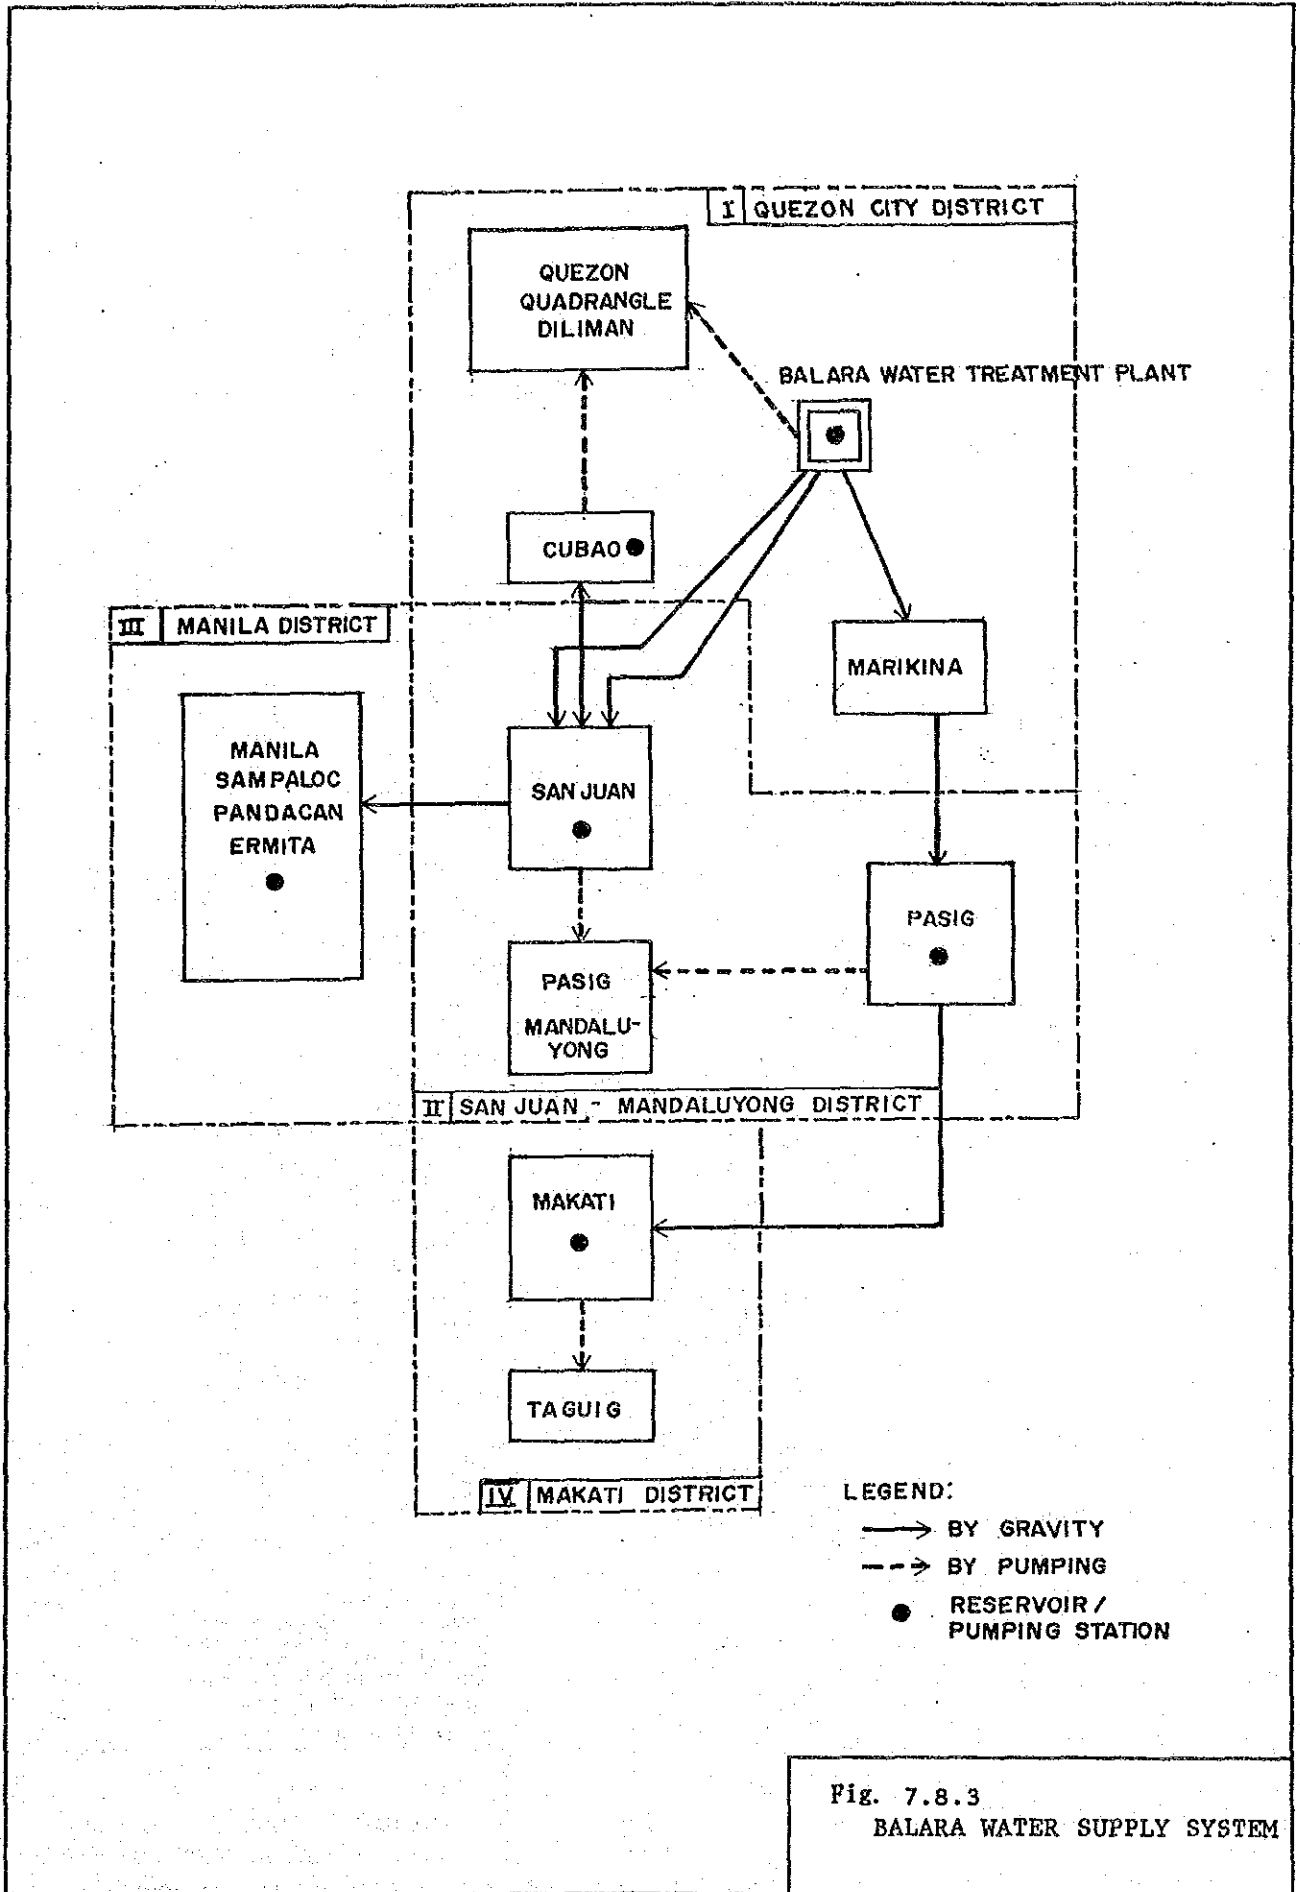 I QUEZON CITY DISTRICT
QUEZON
QUADRANGLE
DILIMAN
BALARA WATER TREATMENT PLANT
CUBAO
III MANILA DISTRICT
MARIKINA
MANILA
SAMPALOC
PANDACAN
ERMITA
SAN JUAN
PASIG
PASIG
MANDALU-
YONG
II SAN JUAN - MANDALUYONG DISTRICT
MAKATI
TAGUIG
IV MAKATI DISTRICT
LEGEND:
BY GRAVITY
BY PUMPING
RESERVOIR /
PUMPING STATION
Fig. 7.8.3
BALARA WATER SUPPLY SYSTEM